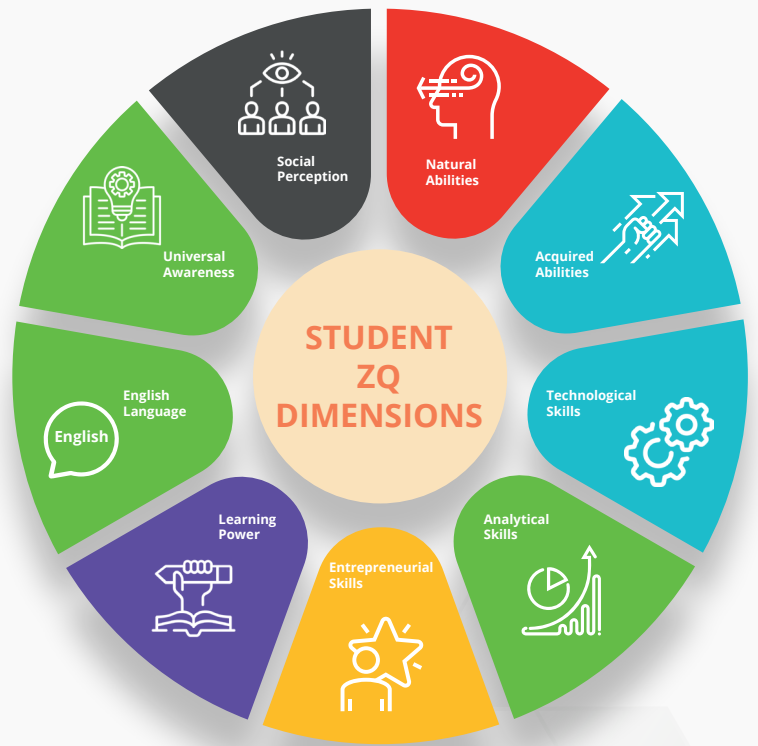 STUDENT
ZQ
DIMENSIONS
Natural
Abilities
Acquired
Abilities
Technological
Skills
Analytical
Skills
Entrepreneurial
Skills
Learning
Power
English
Language
English
Universal
Awareness
Social
Perception